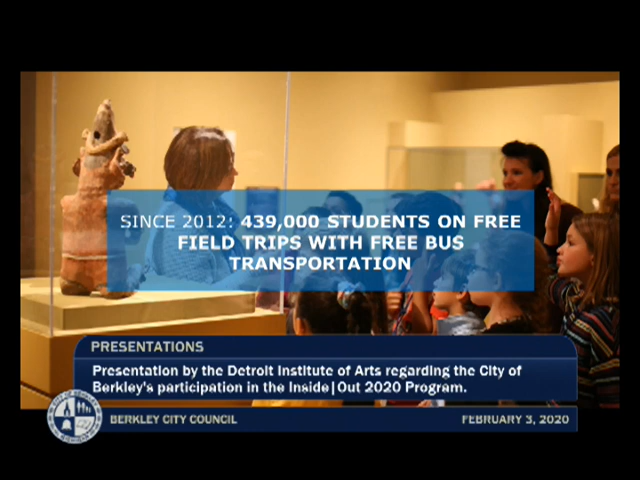 SINCE 2012: 439,000 STUDENTS ON FREE
FIELD TRIPS WITH FREE BUS
TRANSPORTATION
PRESENTATIONS
Presentation by the Detroit Institute of Arts regarding the City of
Berkley's participation in the Inside|Out 2020 Program.
BERKLEY CITY COUNCIL
FEBRUARY 3, 2020